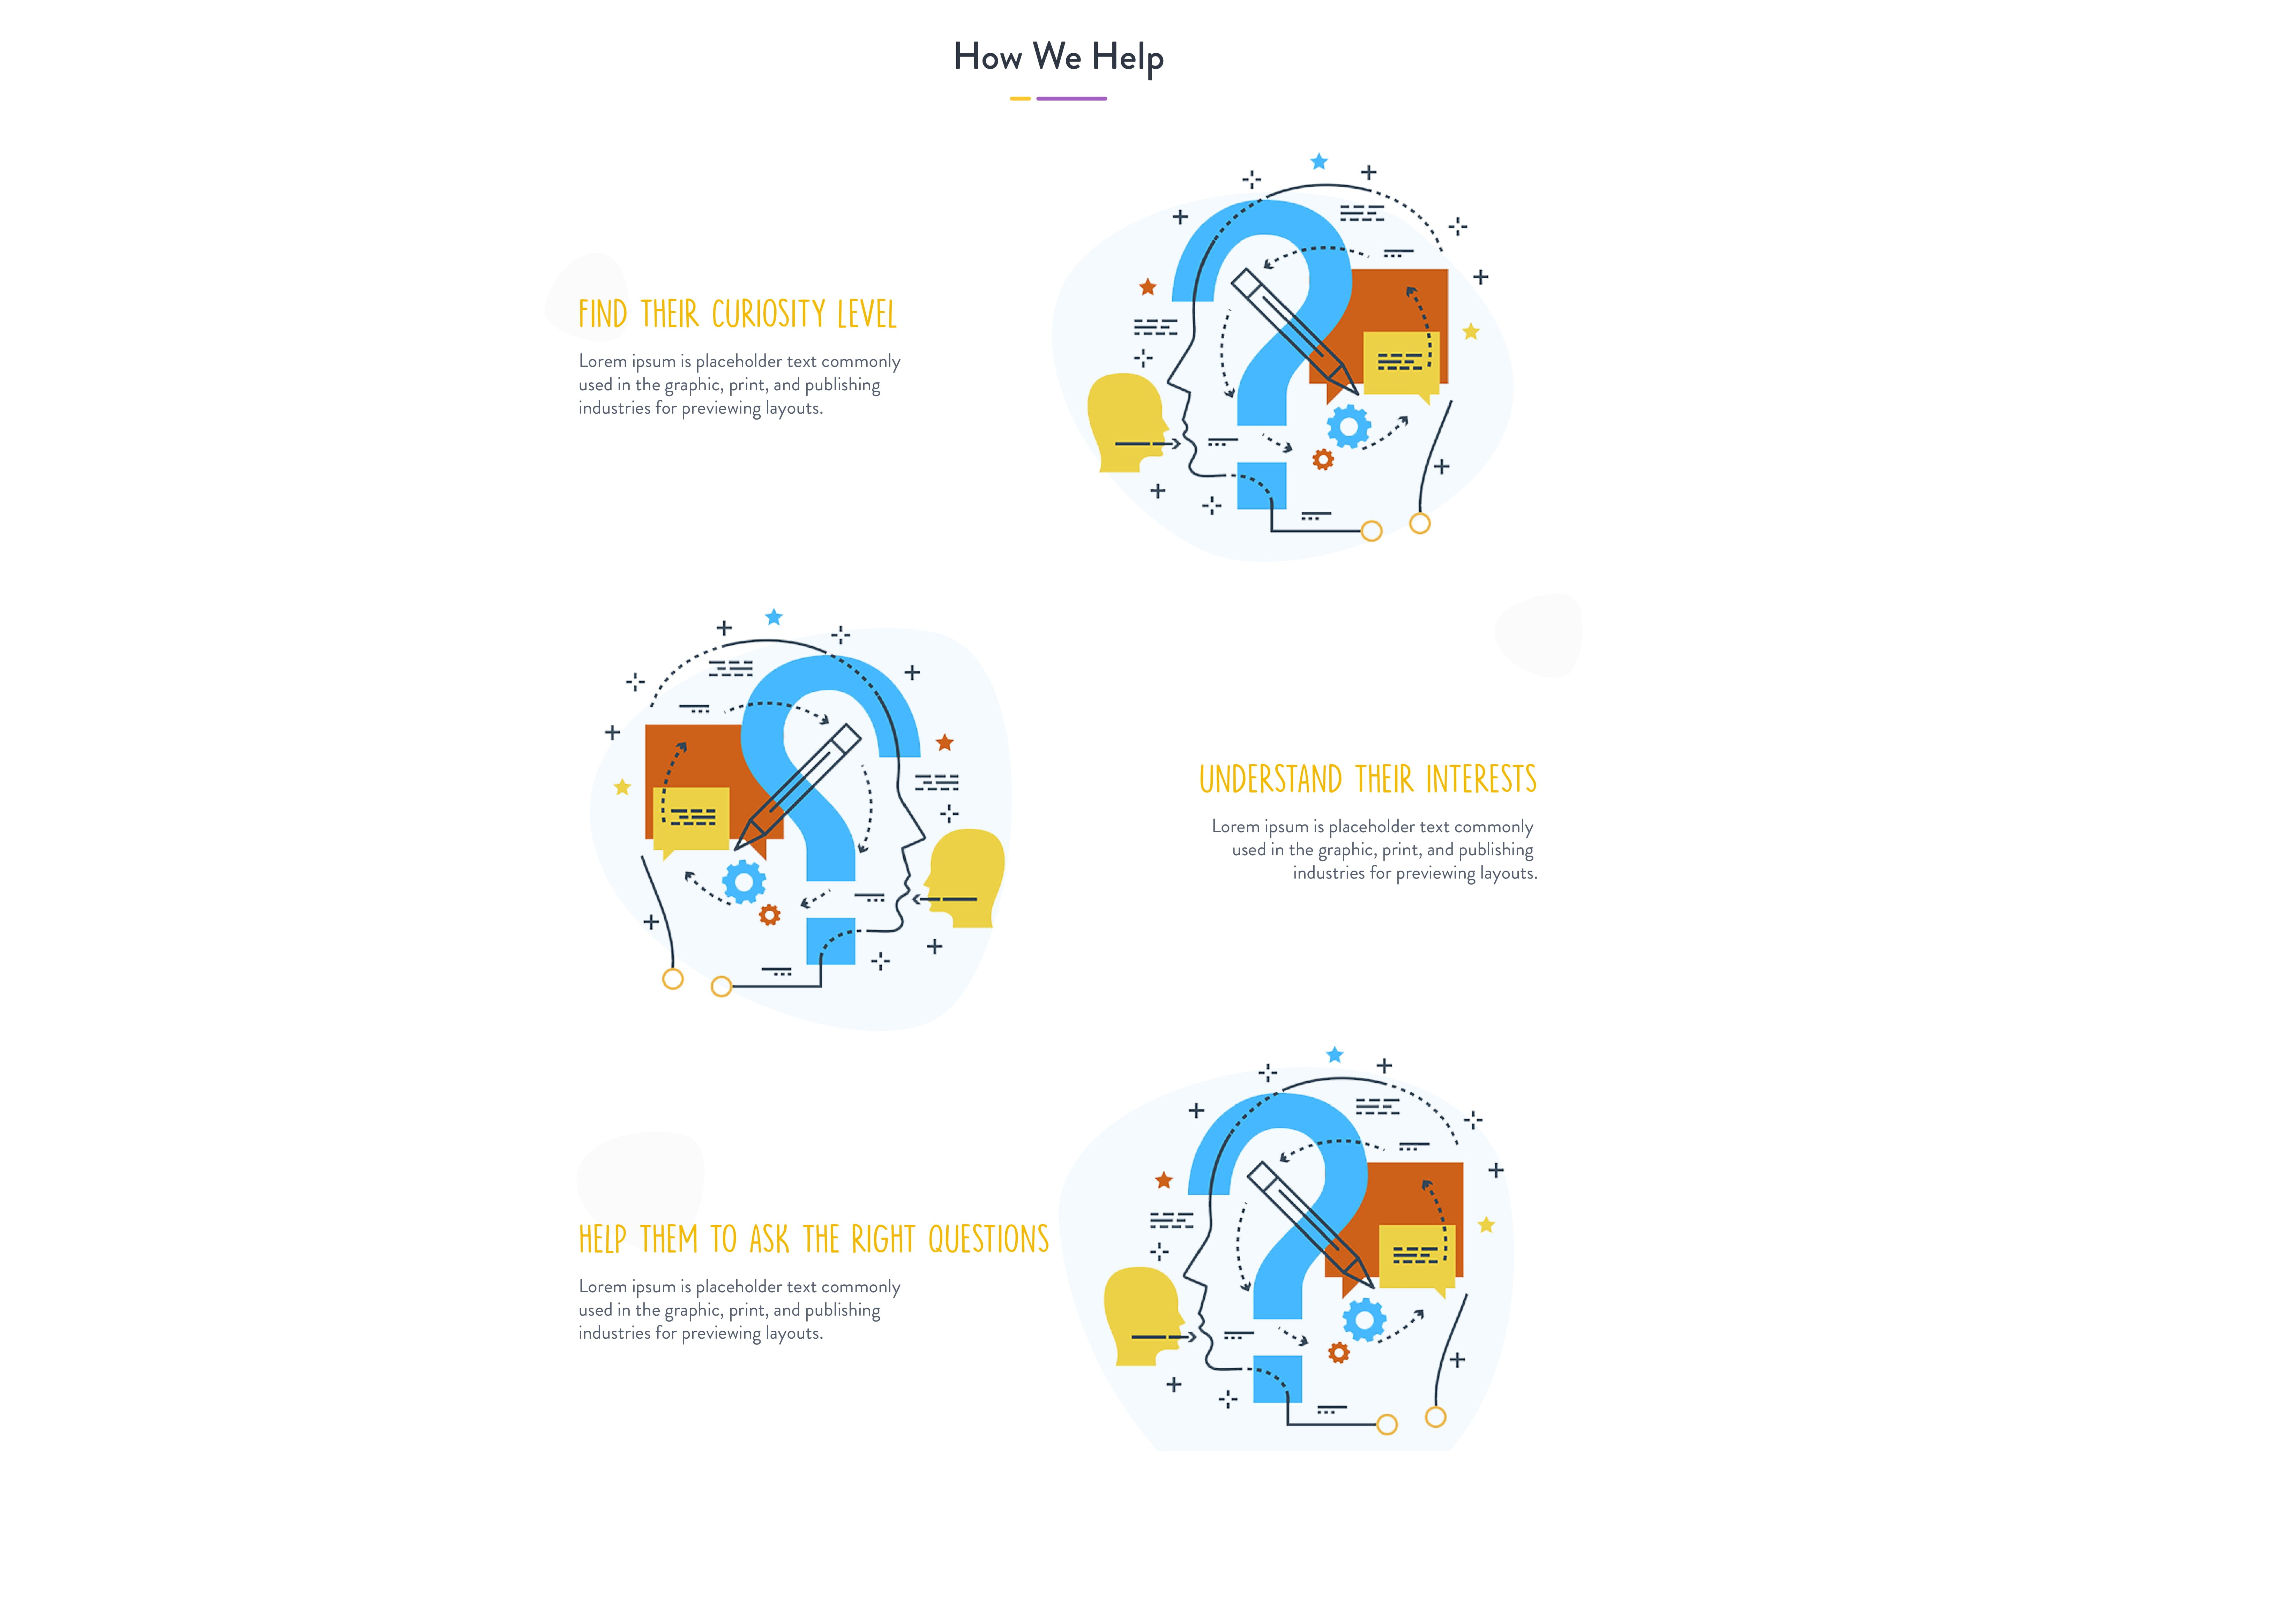 How We Help
FIND THEIR CURIOSITY LEVEL
Lorem ipsum is placeholder text commonly
used in the graphic, print, and publishing
industries for previewing layouts.
UNDERSTAND THEIR INTERESTS
Lorem ipsum is placeholder text commonly
used in the graphic, print, and publishing
industries for previewing layouts.
HELP THEM TO ASK THE RIGHT QUESTIONS
Lorem ipsum is placeholder text commonly
used in the graphic, print, and publishing
industries for previewing layouts.